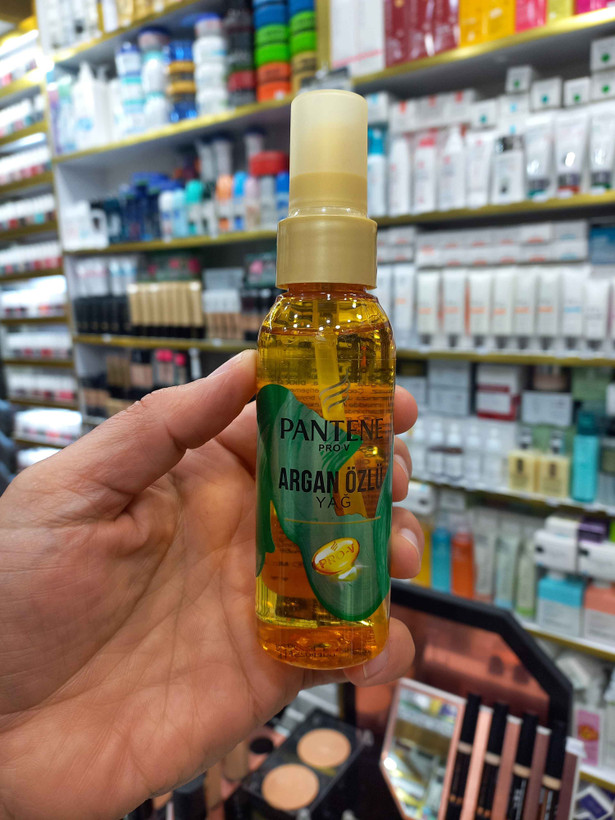 PANTENE
PRO-V
ARGAN ÖZLÜ
YAĞ
PRO-V